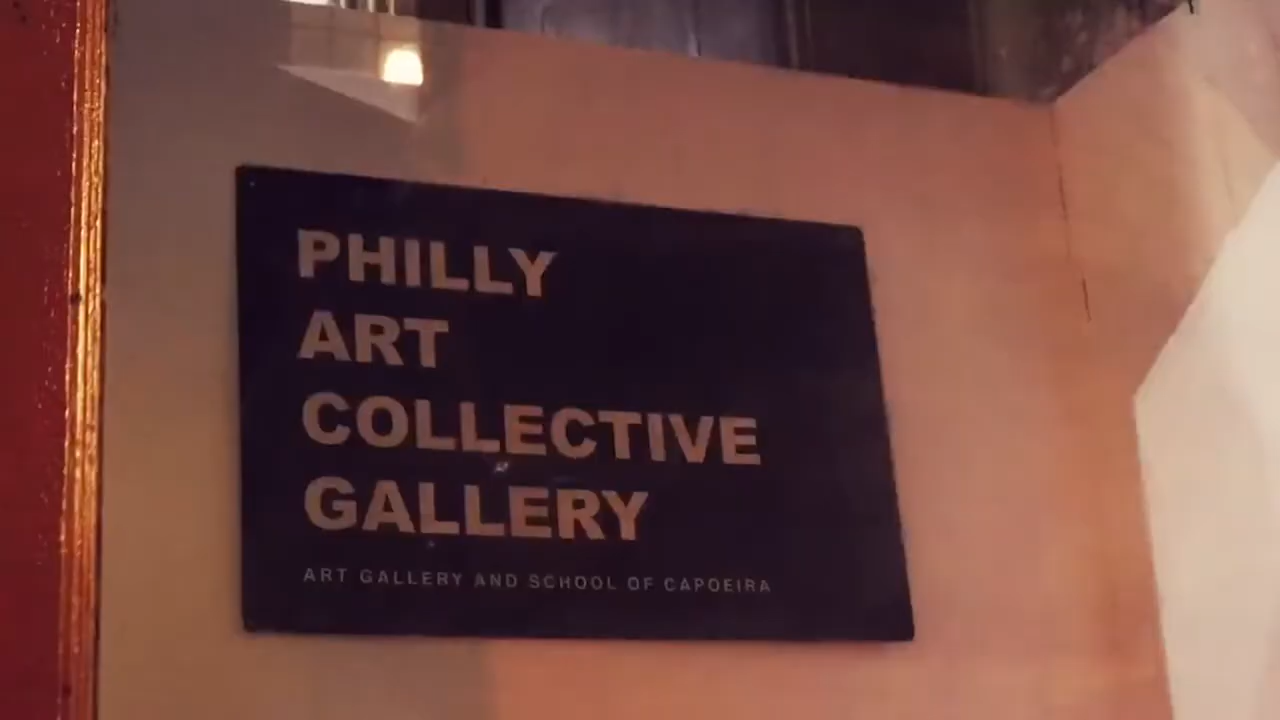 PHILLY
ART
COLLECTIVE
GALLERY
ART GALLERY AND SCHOOL OF CAPOEIRA